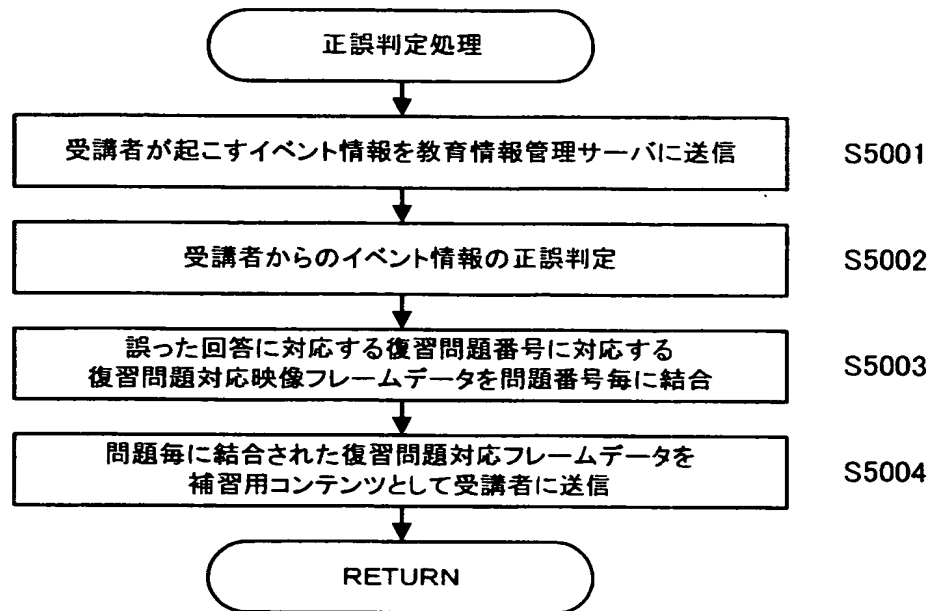 正誤判定処理
受講者が起こすイベント情報を教育情報管理サーバに送信
S5001
受講者からのイベント情報の正誤判定
S5002
誤った回答に対応する復習問題番号に対応する
復習問題対応映像フレームデータを問題番号毎に結合
S5003
問題毎に結合された復習問題対応フレームデータを
補習用コンテンツとして受講者に送信
S5004
RETURN